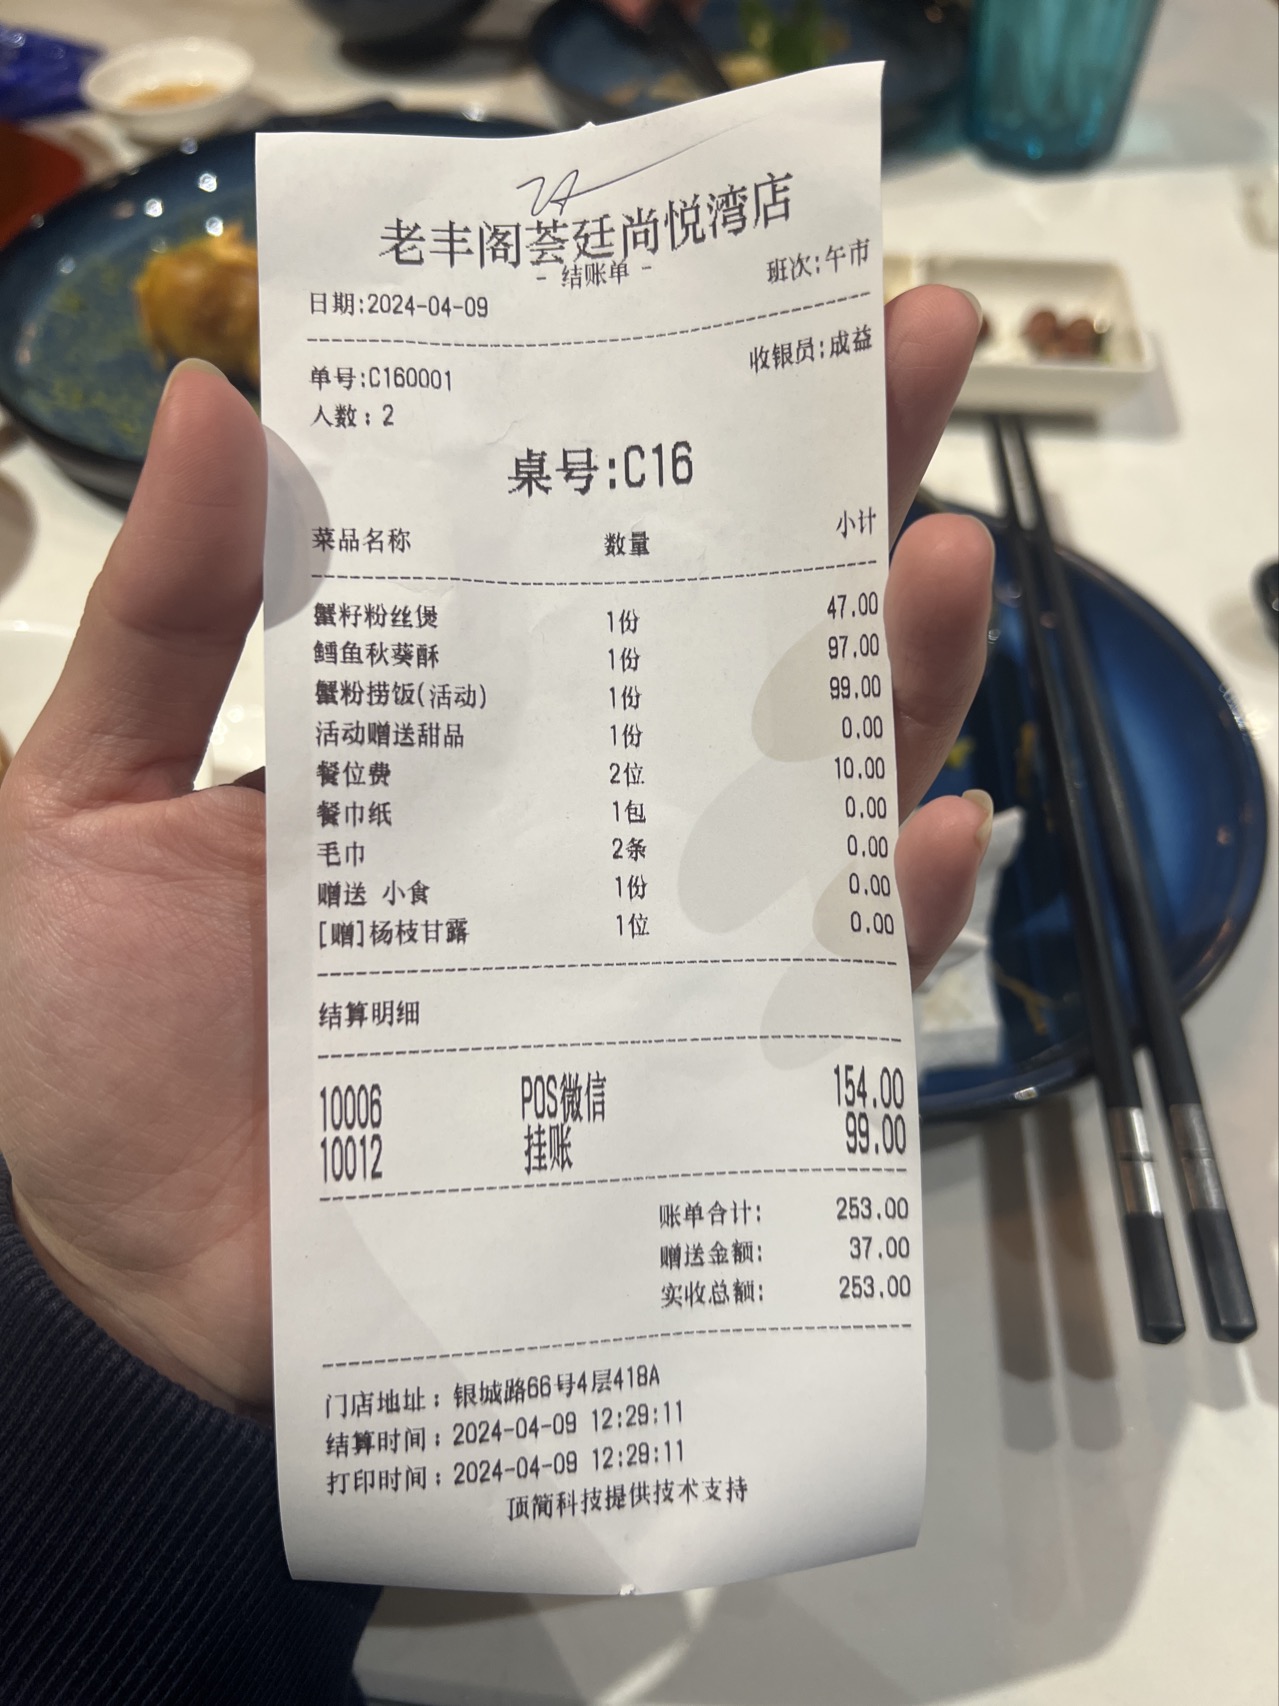 老丰阁荟廷尚悦湾店
- 结账单 -
日期:2024-04-09 班次:午市
单号:C160001 收银员:成益
人数:2
桌号:C16
菜品名称 数量 小计
蟹籽粉丝煲 1份 47.00
鳕鱼秋葵酥 1份 97.00
蟹粉捞饭(活动) 1份 99.00
活动赠送甜品 1份 0.00
餐位费 2位 10.00
餐巾纸 1包 0.00
毛巾 2条 0.00
赠送 小食 1份 0.00
[赠]杨枝甘露 1位 0.00
结算明细
10006 POS微信 154.00
10012 挂账 99.00
账单合计: 253.00
赠送金额: 37.00
实收总额: 253.00
门店地址:银城路66号4层418A
结算时间:2024-04-09 12:29:11
打印时间:2024-04-09 12:29:11
顶简科技提供技术支持